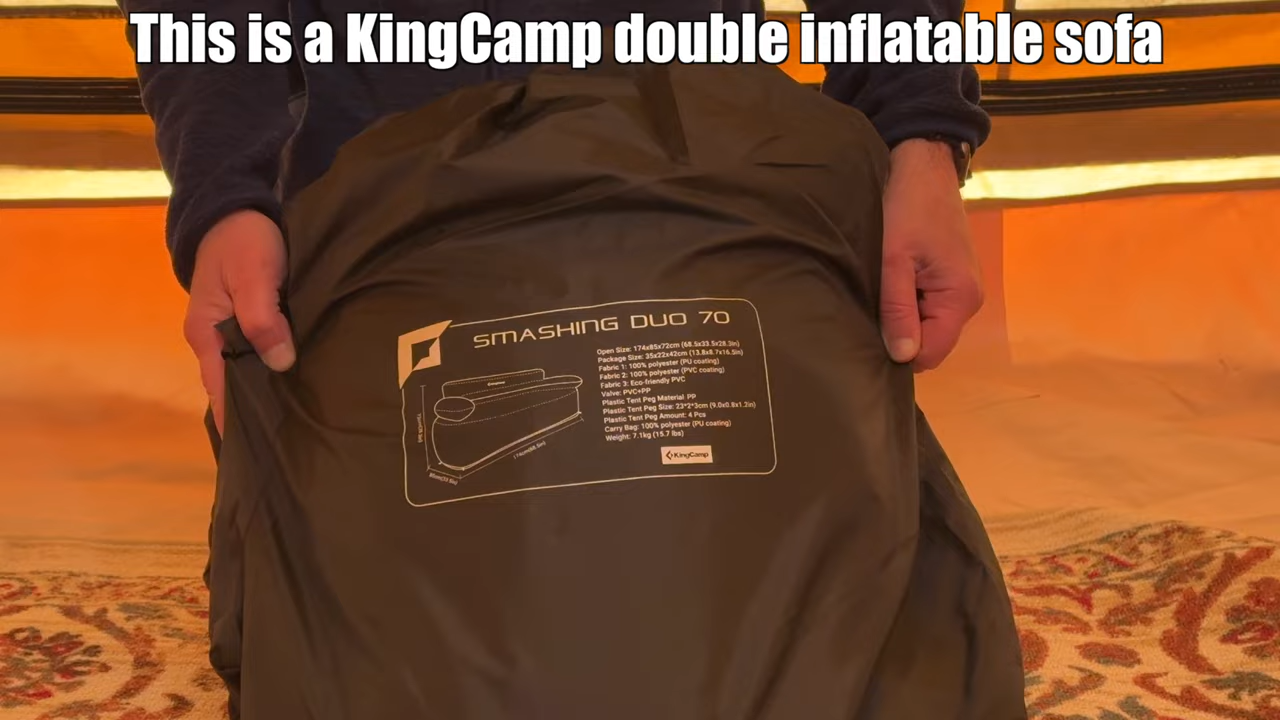 This is a KingCamp double inflatable sofa
SMASHING DUO 70
Open Size: 174x85x72cm (68.5x33.5x28.3in)
Package Size: 35x22x42cm (13.8x8.7x16.5in)
Fabric 1: 100% polyester (PU coating)
Fabric 2: 100% polyester (PVC coating)
Fabric 3: Eco-friendly PVC
Valve: PVC+PP
Plastic Tent Peg Material: PP
Plastic Tent Peg Size: 23*2*3cm (9.0x0.8x1.2in)
Plastic Tent Peg Amount: 4 Pcs
Carry Bag: 100% polyester (PU coating)
Weight: 7.1kg (15.7 lbs)
KingCamp